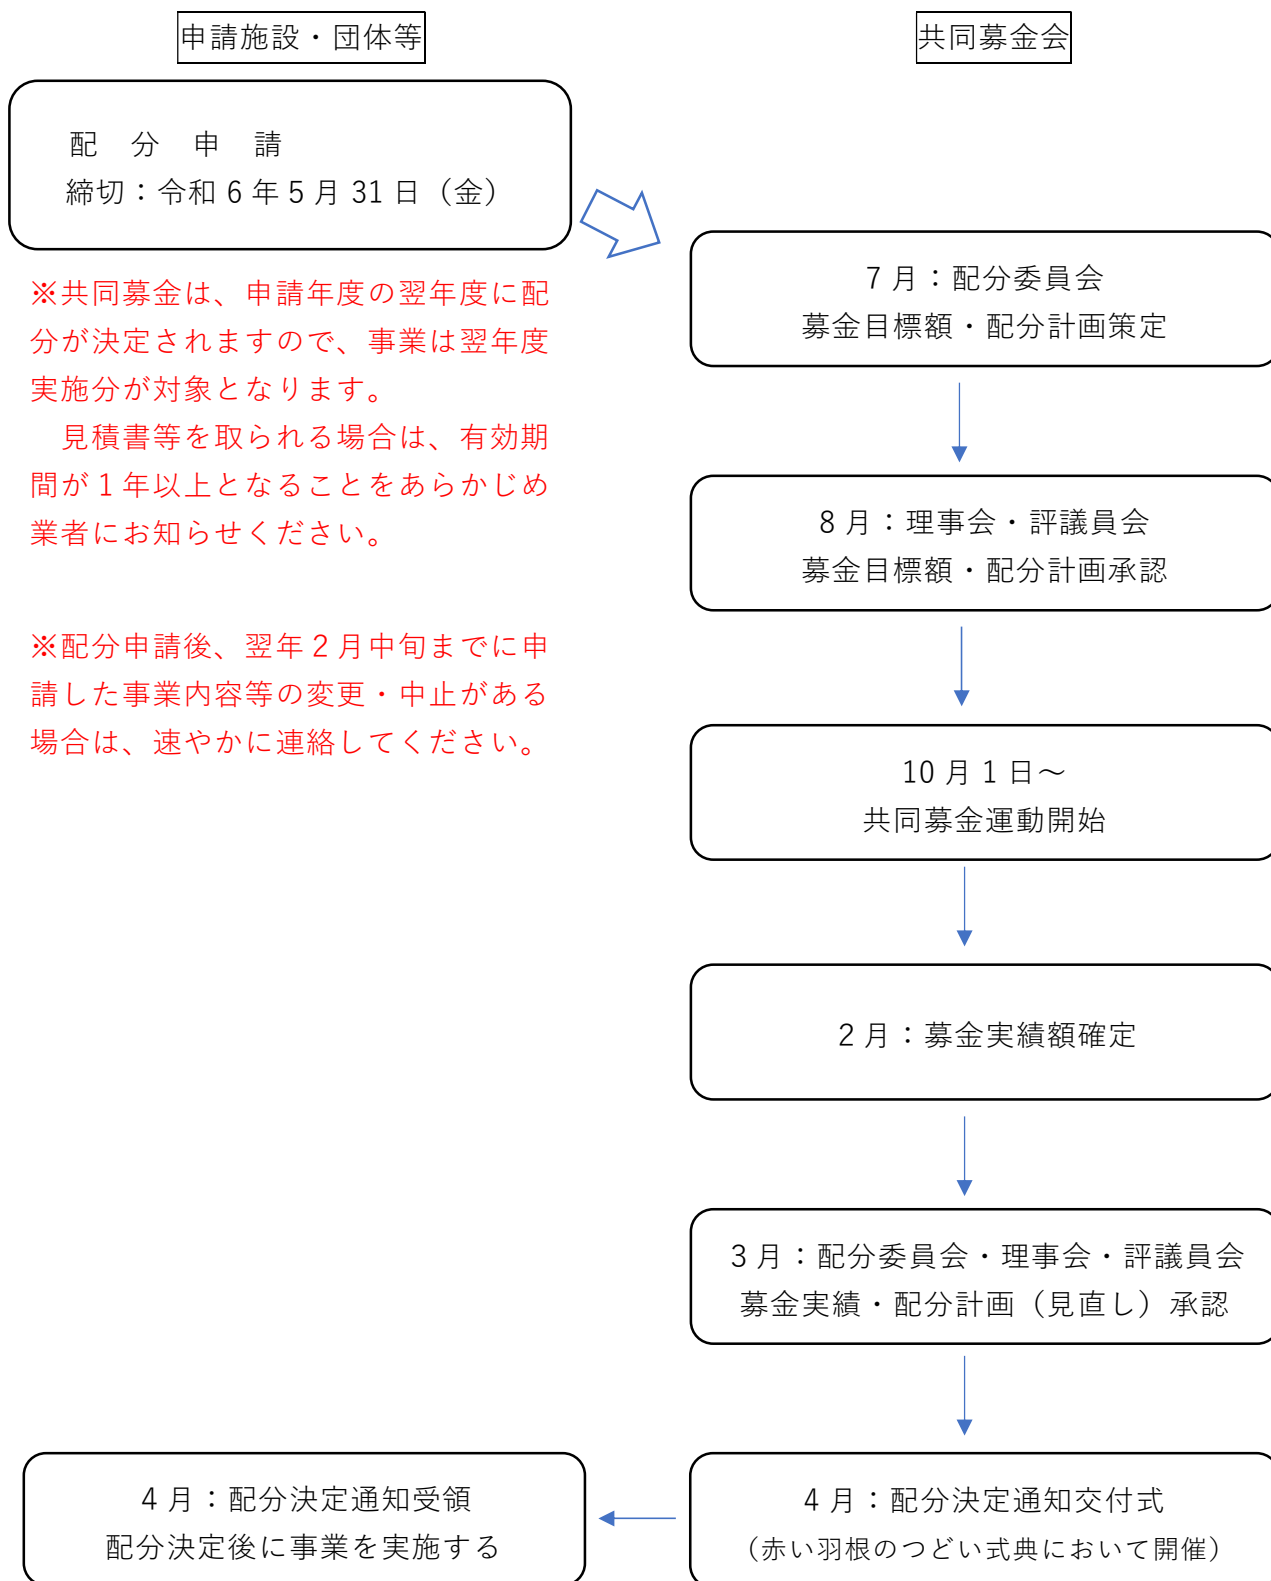 申請施設・団体等
共同募金会
配　分　申　請
締切：令和６年５月31日（金）
※共同募金は、申請年度の翌年度に配
分が決定されますので、事業は翌年度
実施分が対象となります。
　見積書等を取られる場合は、有効期
間が１年以上となることをあらかじめ
業者にお知らせください。
※配分申請後、翌年２月中旬までに申
請した事業内容等の変更・中止がある
場合は、速やかに連絡してください。
７月：配分委員会
募金目標額・配分計画策定
８月：理事会・評議員会
募金目標額・配分計画承認
10月１日～
共同募金運動開始
２月：募金実績額確定
３月：配分委員会・理事会・評議員会
募金実績・配分計画（見直し）承認
４月：配分決定通知交付式
（赤い羽根のつどい式典において開催）
４月：配分決定通知受領
配分決定後に事業を実施する